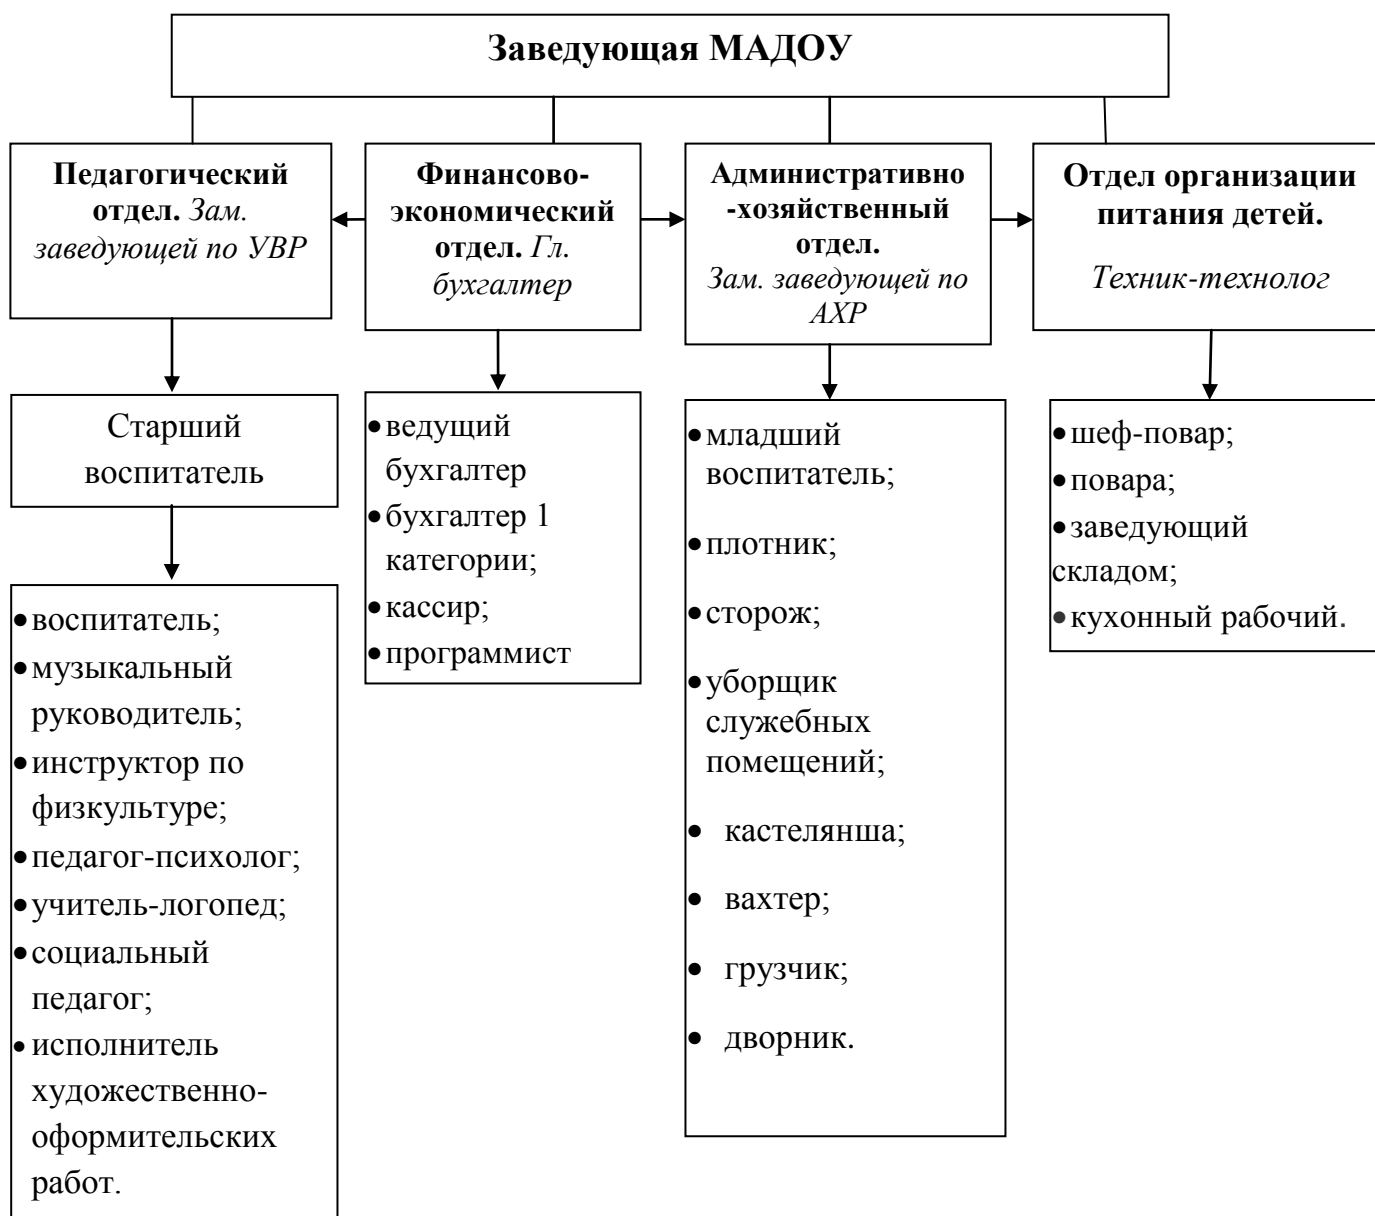 Заведующая МАДОУ
Педагогический
отдел. Зам.
заведующей по УВР
Финансово-
экономический
отдел. Гл.
бухгалтер
Административно
-хозяйственный
отдел.
Зам. заведующей по
АХР
Отдел организации
питания детей.
Техник-технолог
Старший
воспитатель
•воспитатель;
•музыкальный
руководитель;
•инструктор по
физкультуре;
•педагог-психолог;
•учитель-логопед;
•социальный
педагог;
•исполнитель
художественно-
оформительских
работ.
•ведущий
бухгалтер
•бухгалтер 1
категории;
•кассир;
•программист
•младший
воспитатель;
•плотник;
•сторож;
•уборщик
служебных
помещений;
• кастелянша;
• вахтер;
• грузчик;
• дворник.
•шеф-повар;
•повара;
•заведующий
складом;
•кухонный рабочий.